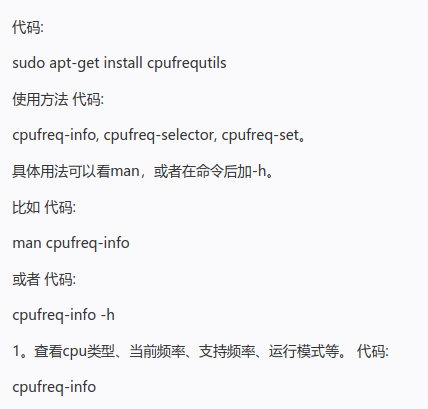 代码:
sudo apt-get install cpufrequtils
使用方法 代码:
cpufreq-info, cpufreq-selector, cpufreq-set。
具体用法可以看man，或者在命令后加-h。
比如 代码:
man cpufreq-info
或者 代码:
cpufreq-info -h
1。查看cpu类型、当前频率、支持频率、运行模式等。 代码:
cpufreq-info